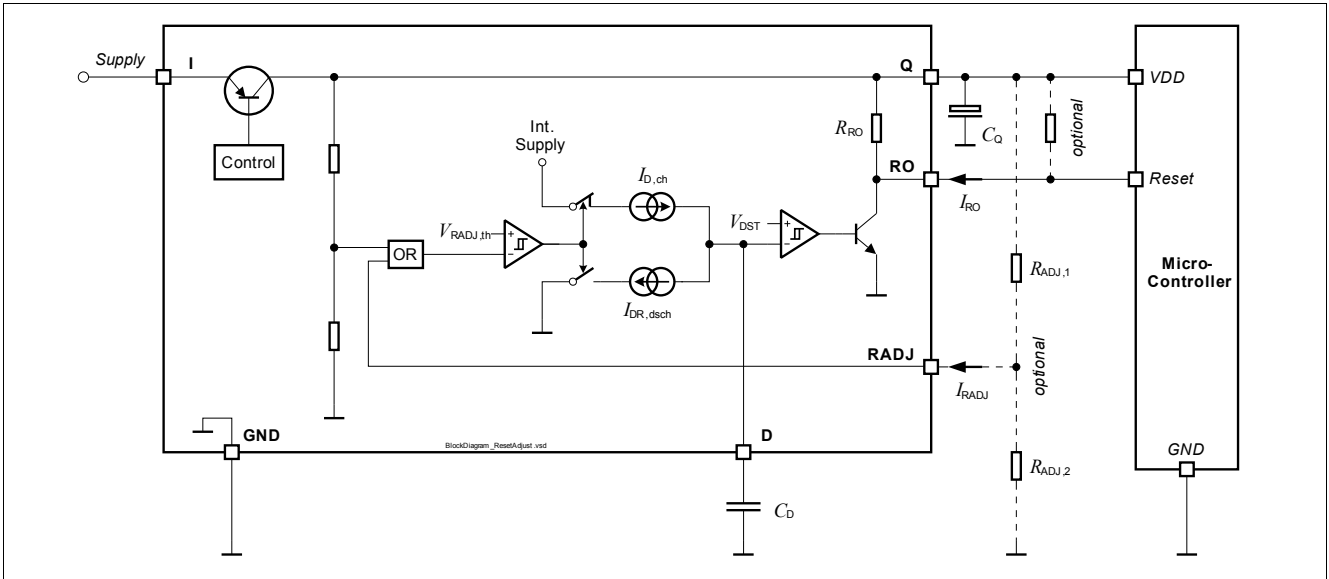 Supply
I
Q
VDD
Int.
Supply
R_RO
C_Q
optional
Control
I_D,ch
RO
Reset
I_RO
V_RADJ,th
+
−
V_DST
+
−
OR
R_ADJ,1
Micro-
Controller
I_DR,dsch
RADJ
optional
I_RADJ
GND
BlockDiagram_ResetAdjust.vsd
D
GND
R_ADJ,2
C_D